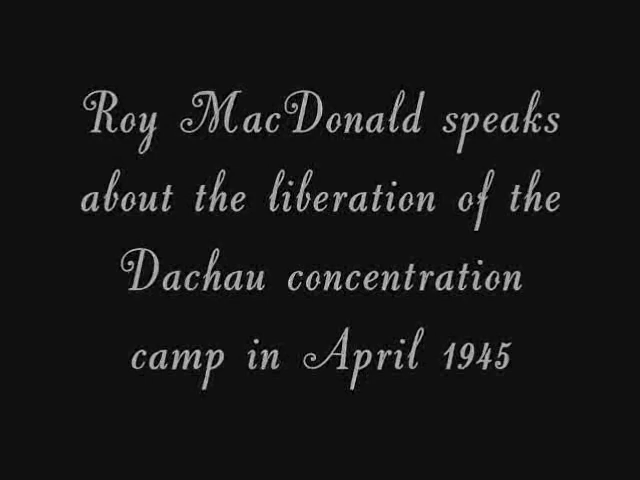 Roy MacDonald speaks
about the liberation of the
Dachau concentration
camp in April 1945